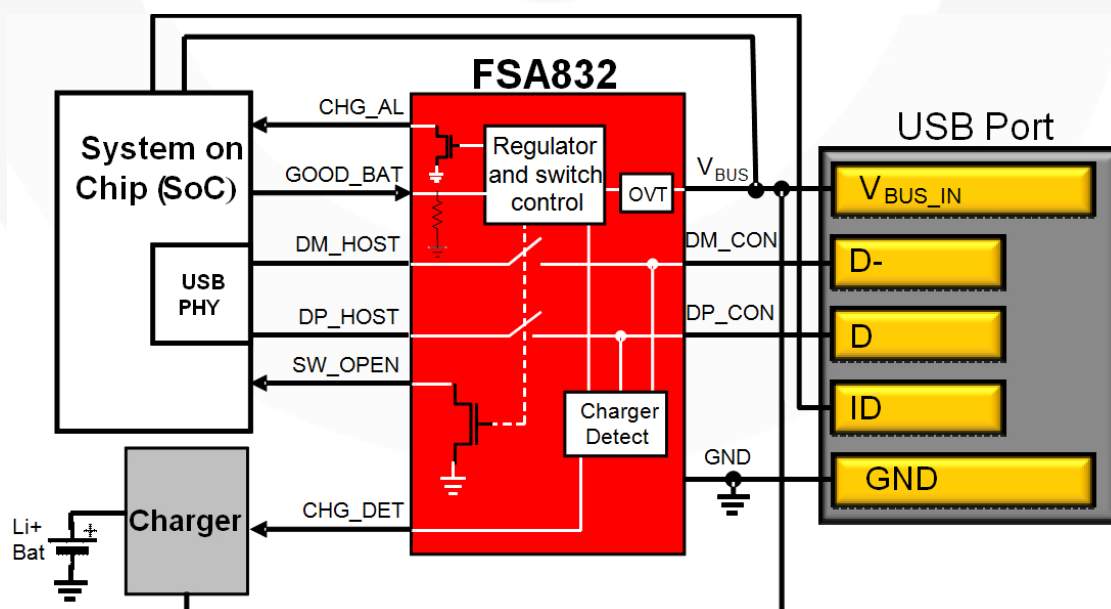 FSA832
CHG_AL
System on
Chip (SoC)
GOOD_BAT
Regulator
and switch
control
OVT
VBUS
USB Port
VBUS_IN
DM_HOST
DM_CON
D-
USB
PHY
DP_HOST
DP_CON
D
SW_OPEN
ID
Charger
Detect
GND
GND
CHG_DET
Charger
Li+
Bat
+